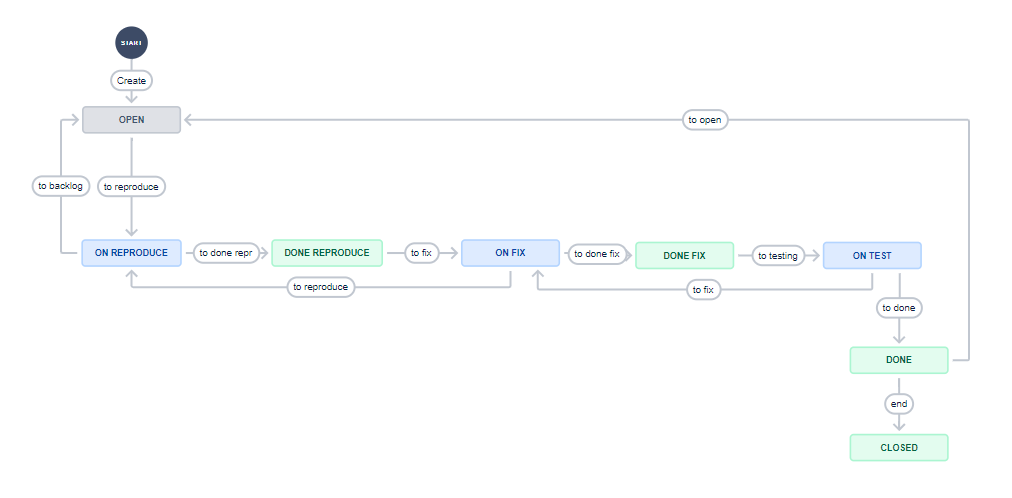 START
Create
OPEN
to open
to backlog
to reproduce
ON REPRODUCE
to done repr
DONE REPRODUCE
to fix
ON FIX
to done fix
DONE FIX
to testing
ON TEST
to reproduce
to fix
to done
DONE
end
CLOSED